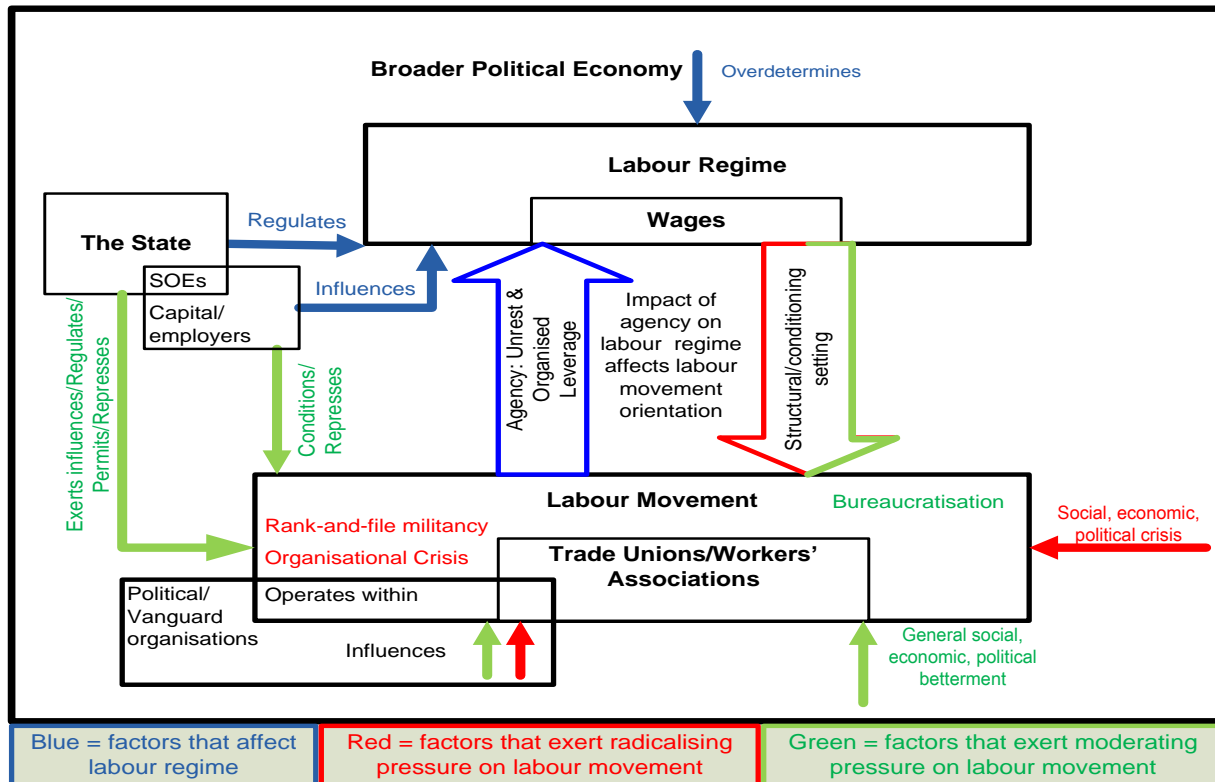 Broader Political Economy
Overdetermines
Labour Regime
Wages
The State
Regulates
SOEs
Capital/
employers
Influences
Exerts influences/Regulates/
Permits/Represses
Conditions/
Represses
Agency: Unrest &
Organised
Leverage
Impact of
agency on
labour regime
affects labour
movement
orientation
Structural/conditioning
setting
Labour Movement
Bureaucratisation
Rank-and-file militancy
Organisational Crisis
Trade Unions/Workers'
Associations
Social, economic,
political crisis
Political/
Vanguard
organisations
Operates within
Influences
General social,
economic, political
betterment
Blue = factors that affect
labour regime
Red = factors that exert radicalising
pressure on labour movement
Green = factors that exert moderating
pressure on labour movement